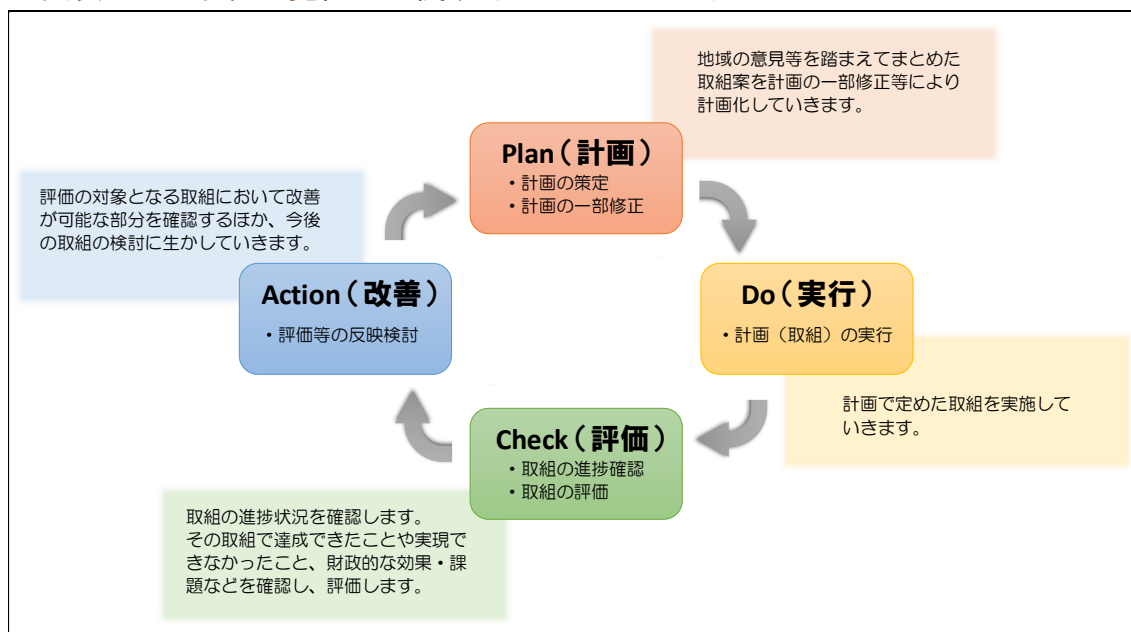 地域の意見等を踏まえてまとめた
取組案を計画の一部修正等により
計画化していきます。
Plan(計画)
・計画の策定
・計画の一部修正
評価の対象となる取組において改善
が可能な部分を確認するほか、今後
の取組の検討に生かしていきます。
Action(改善)
・評価等の反映検討
Do(実行)
・計画(取組)の実行
計画で定めた取組を実施して
いきます。
Check(評価)
・取組の進捗確認
・取組の評価
取組の進捗状況を確認します。
その取組で達成できたことや実現で
きなかったこと、財政的な効果・課
題などを確認し、評価します。